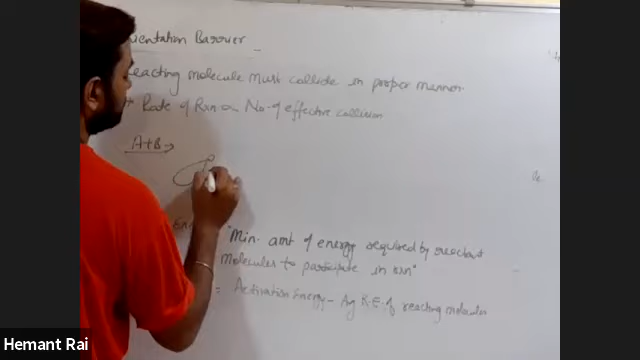 Barrier
reacting molecule must collide in proper manner.
Rate of Rxn ∝ No. of effective collision
A+B →
"Min. amt of energy required by reactant
molecules to participate in rxn"
= Activation Energy - Avg K.E. of reacting molecules
Hemant Rai